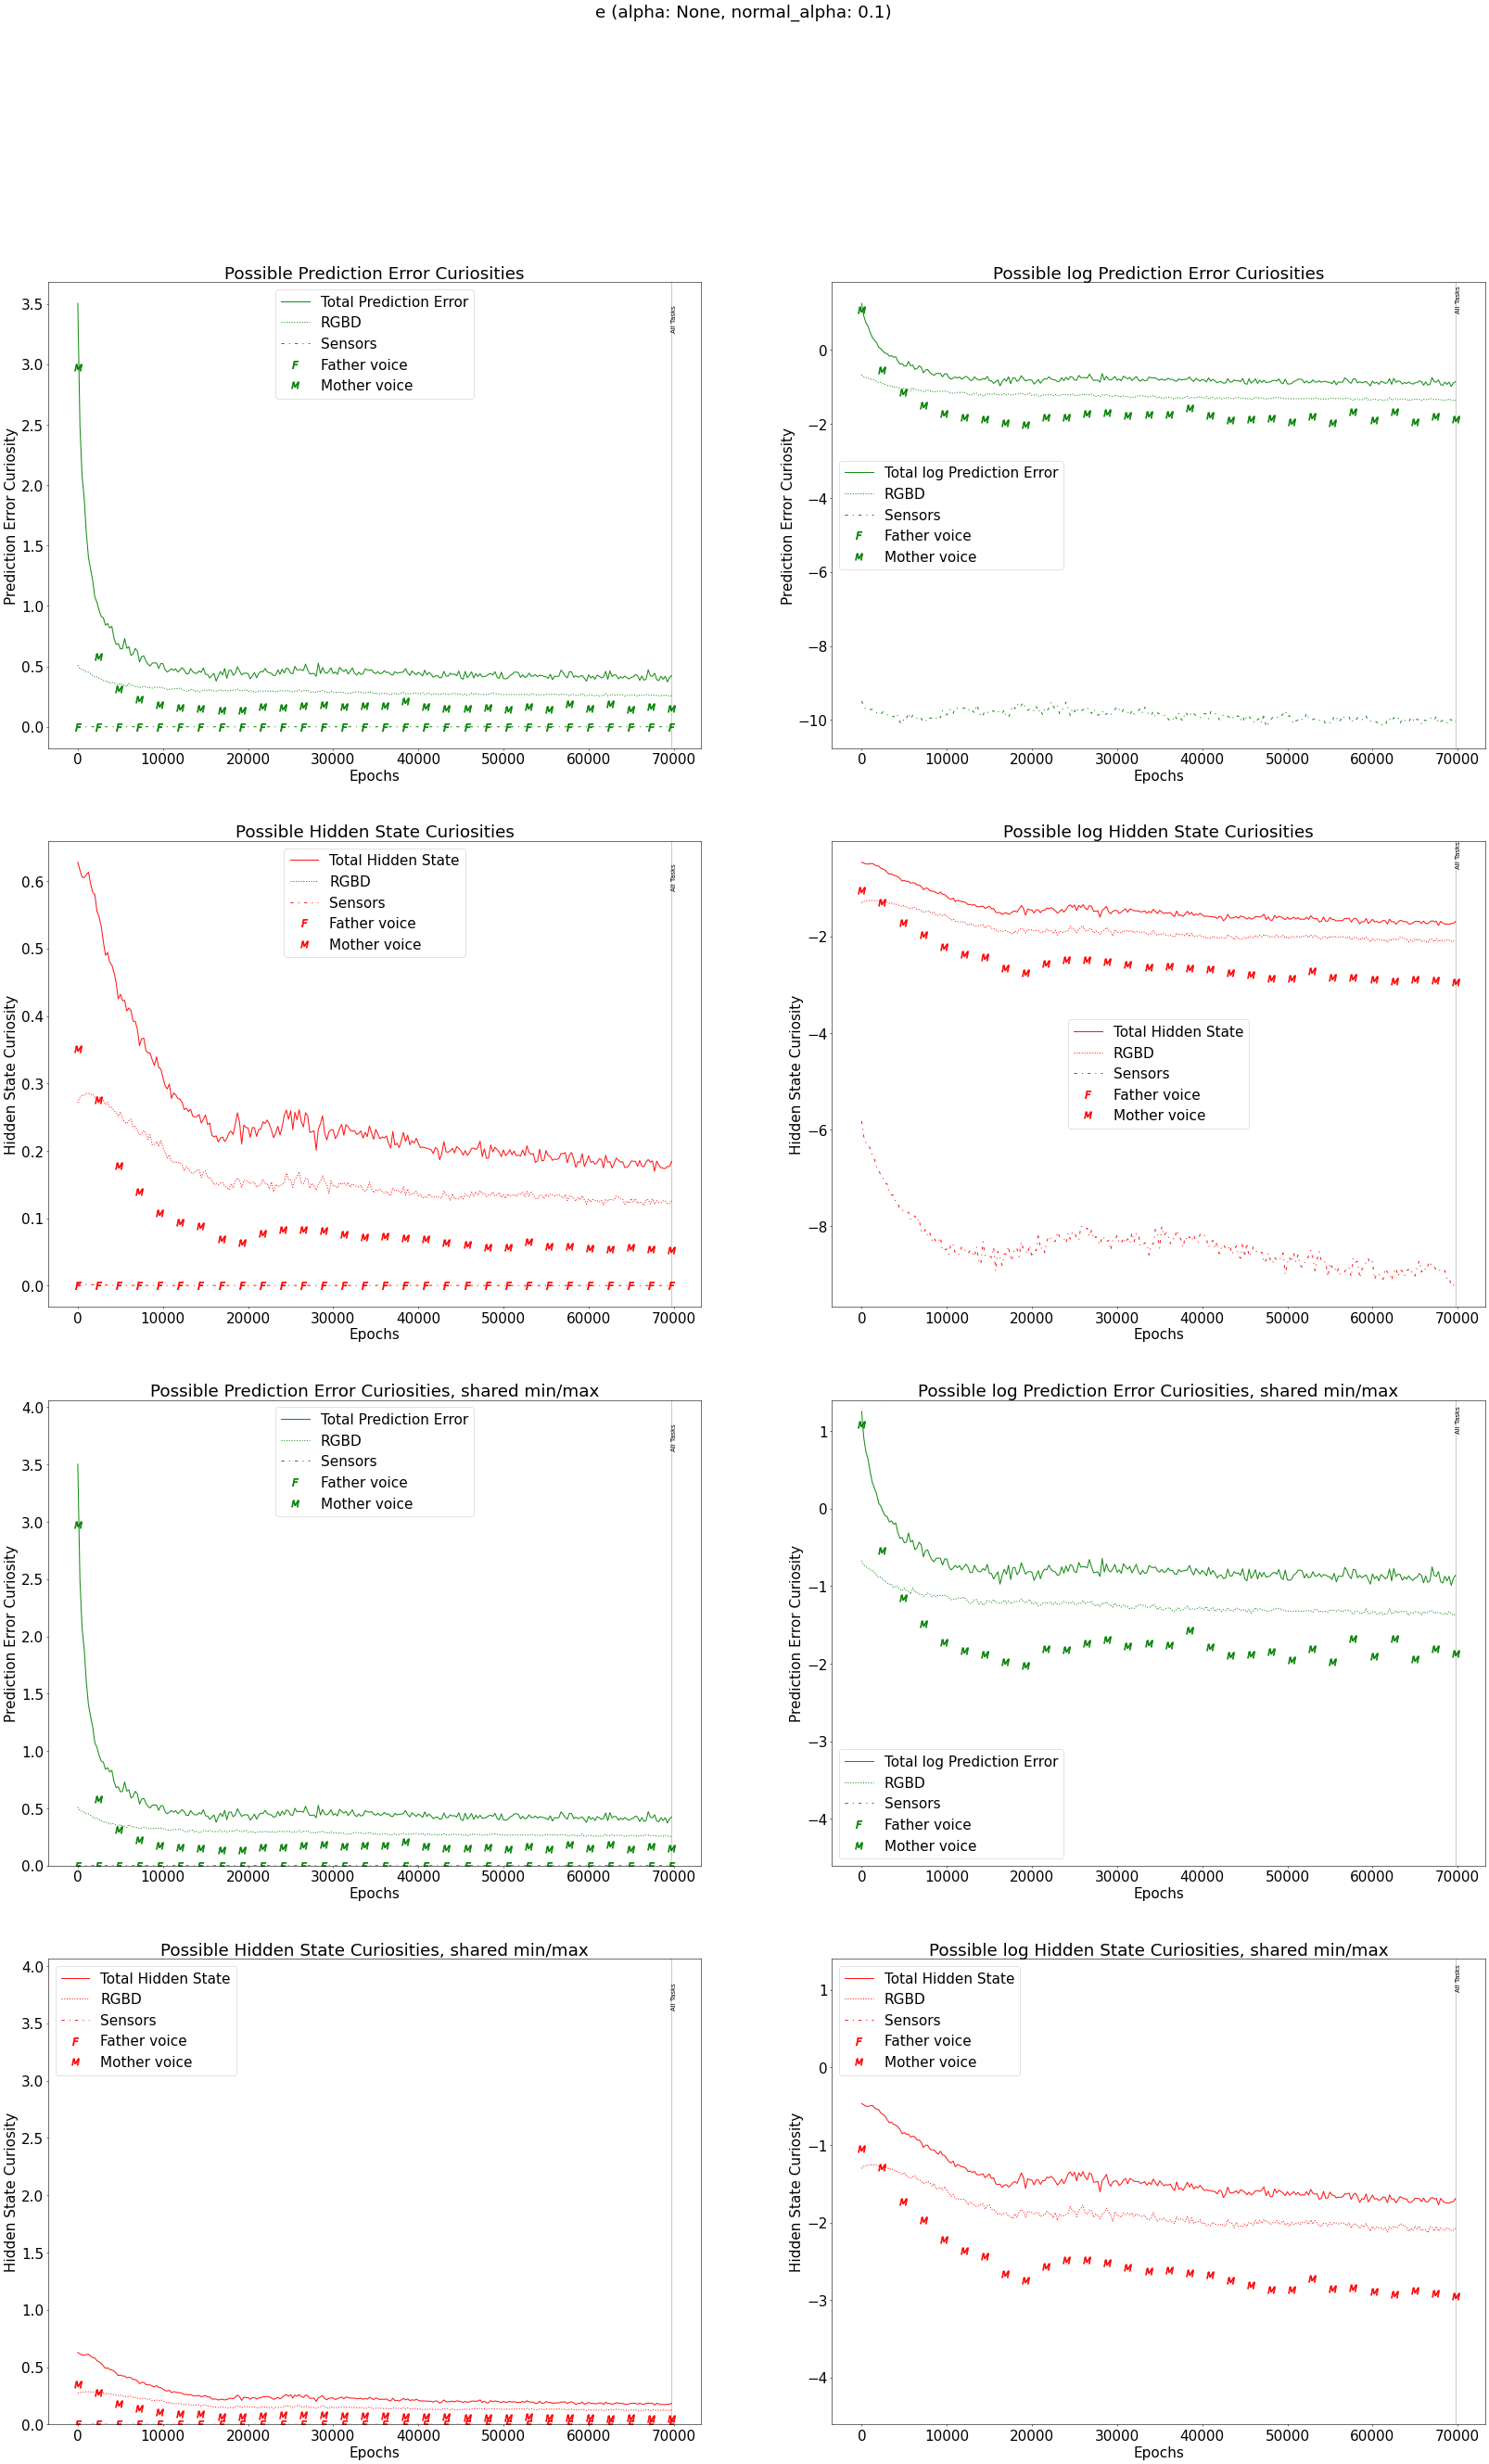 e (alpha: None, normal_alpha: 0.1)
Possible Prediction Error Curiosities
Prediction Error Curiosity
3.5
3.0
2.5
2.0
1.5
1.0
0.5
0.0
Total Prediction Error
RGBD
Sensors
F Father voice
M Mother voice
All Tasks
0 10000 20000 30000 40000 50000 60000 70000
Epochs
Possible log Prediction Error Curiosities
Prediction Error Curiosity
0
−2
−4
−6
−8
−10
Total log Prediction Error
RGBD
Sensors
F Father voice
M Mother voice
All Tasks
0 10000 20000 30000 40000 50000 60000 70000
Epochs
Possible Hidden State Curiosities
Hidden State Curiosity
0.6
0.5
0.4
0.3
0.2
0.1
0.0
Total Hidden State
RGBD
Sensors
F Father voice
M Mother voice
All Tasks
0 10000 20000 30000 40000 50000 60000 70000
Epochs
Possible log Hidden State Curiosities
Hidden State Curiosity
−2
−4
−6
−8
Total Hidden State
RGBD
Sensors
F Father voice
M Mother voice
All Tasks
0 10000 20000 30000 40000 50000 60000 70000
Epochs
Possible Prediction Error Curiosities, shared min/max
Prediction Error Curiosity
4.0
3.5
3.0
2.5
2.0
1.5
1.0
0.5
0.0
Total Prediction Error
RGBD
Sensors
F Father voice
M Mother voice
All Tasks
0 10000 20000 30000 40000 50000 60000 70000
Epochs
Possible log Prediction Error Curiosities, shared min/max
Prediction Error Curiosity
1
0
−1
−2
−3
−4
Total log Prediction Error
RGBD
Sensors
F Father voice
M Mother voice
All Tasks
0 10000 20000 30000 40000 50000 60000 70000
Epochs
Possible Hidden State Curiosities, shared min/max
Hidden State Curiosity
4.0
3.5
3.0
2.5
2.0
1.5
1.0
0.5
0.0
Total Hidden State
RGBD
Sensors
F Father voice
M Mother voice
All Tasks
0 10000 20000 30000 40000 50000 60000 70000
Epochs
Possible log Hidden State Curiosities, shared min/max
Hidden State Curiosity
1
0
−1
−2
−3
−4
Total Hidden State
RGBD
Sensors
F Father voice
M Mother voice
All Tasks
0 10000 20000 30000 40000 50000 60000 70000
Epochs